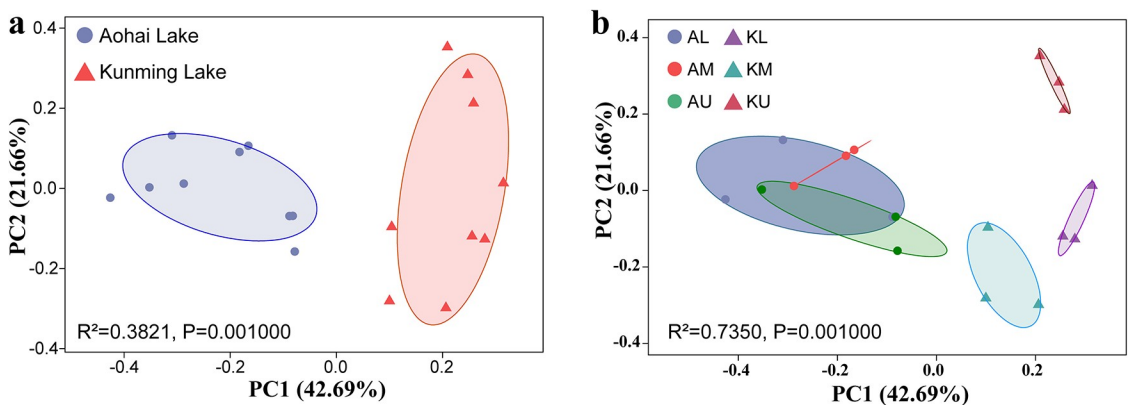 a
Aohai Lake
Kunming Lake
0.4
0.2
0.0
-0.2
-0.4
PC2 (21.66%)
R²=0.3821, P=0.001000
-0.4 -0.2 0.0 0.2
PC1 (42.69%)
b
AL KL
AM KM
AU KU
0.4
0.2
0.0
-0.2
-0.4
PC2 (21.66%)
R²=0.7350, P=0.001000
-0.4 -0.2 0.0 0.2
PC1 (42.69%)